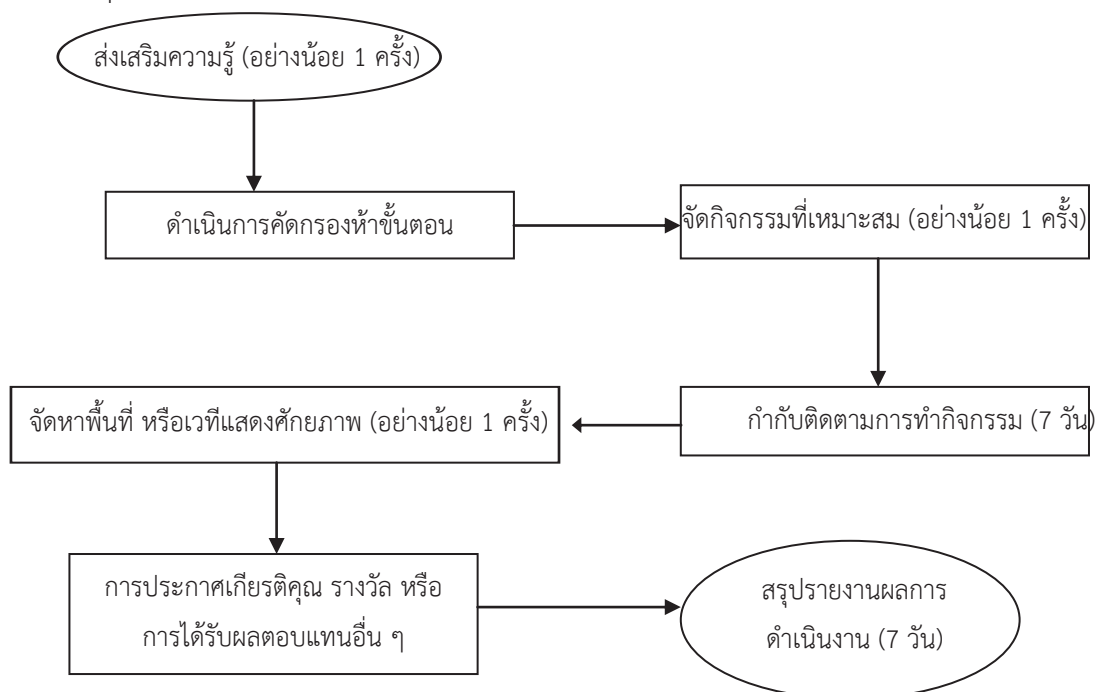 ส่งเสริมความรู้ (อย่างน้อย 1 ครั้ง)
ดำเนินการคัดกรองห้าขั้นตอน
จัดกิจกรรมที่เหมาะสม (อย่างน้อย 1 ครั้ง)
จัดหาพื้นที่ หรือเวทีแสดงศักยภาพ (อย่างน้อย 1 ครั้ง)
กำกับติดตามการทำกิจกรรม (7 วัน)
การประกาศเกียรติคุณ รางวัล หรือ
การได้รับผลตอบแทนอื่น ๆ
สรุปรายงานผลการ
ดำเนินงาน (7 วัน)